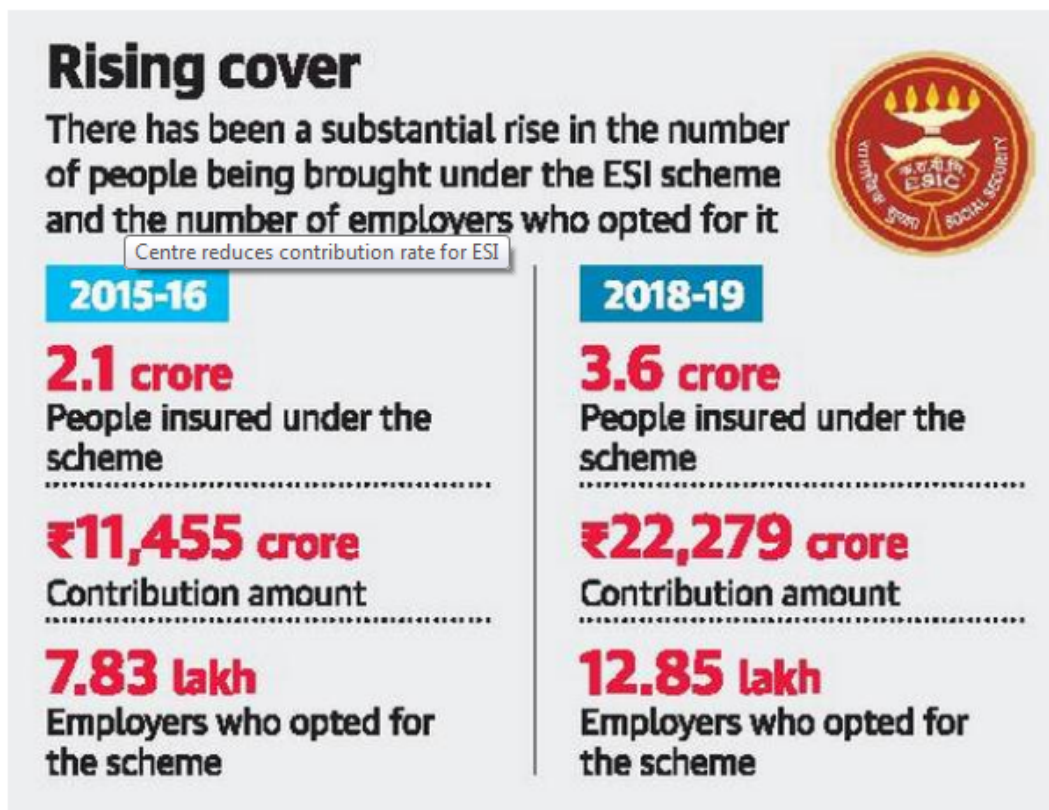 Rising cover
There has been a substantial rise in the number
of people being brought under the ESI scheme
and the number of employers who opted for it
Centre reduces contribution rate for ESI
क.रा.बी.नि.
ESIC
सामाजिक सुरक्षा
SOCIAL SECURITY
2015-16
2.1 crore
People insured under the
scheme
₹11,455 crore
Contribution amount
7.83 lakh
Employers who opted for
the scheme
2018-19
3.6 crore
People insured under the
scheme
₹22,279 crore
Contribution amount
12.85 lakh
Employers who opted for
the scheme